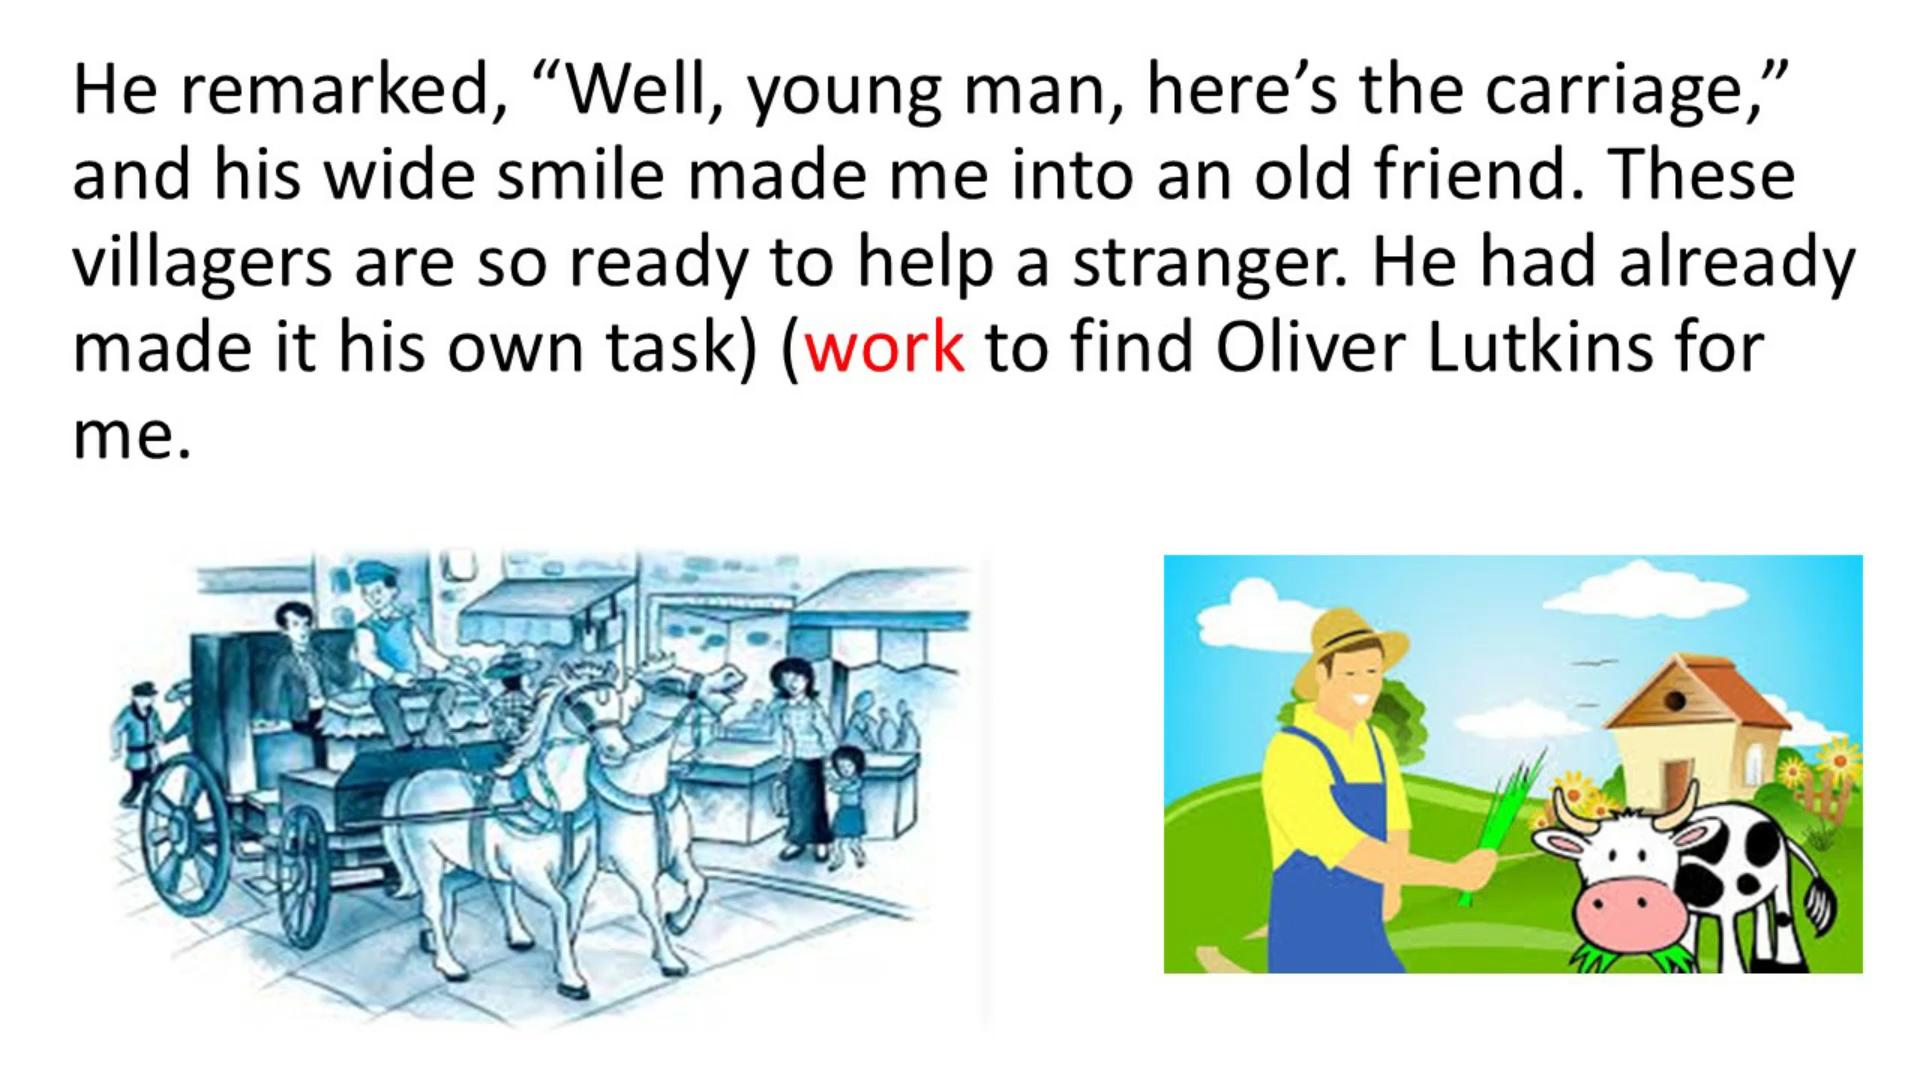 He remarked, “Well, young man, here’s the carriage,”
and his wide smile made me into an old friend. These
villagers are so ready to help a stranger. He had already
made it his own task) (work to find Oliver Lutkins for
me.